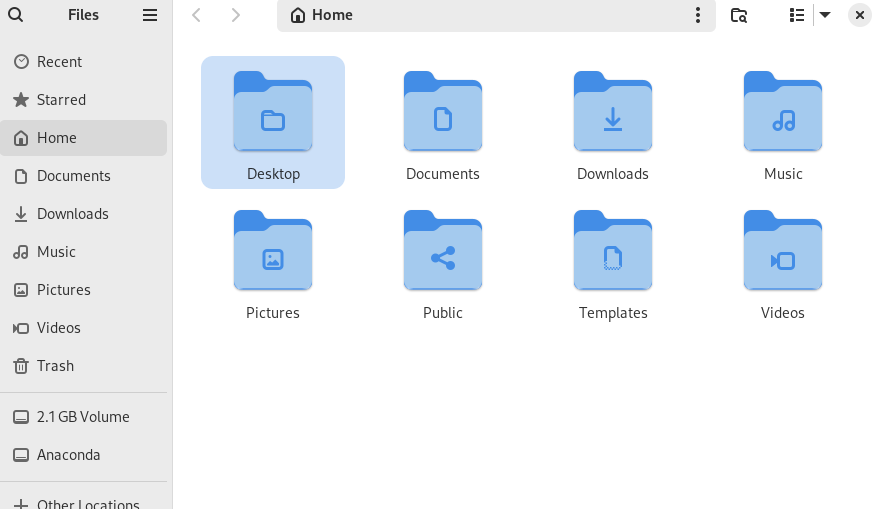 Files
Home
Recent
Starred
Home
Documents
Downloads
Music
Pictures
Videos
Trash
2.1 GB Volume
Anaconda
Other Locations
Desktop
Documents
Downloads
Music
Pictures
Public
Templates
Videos